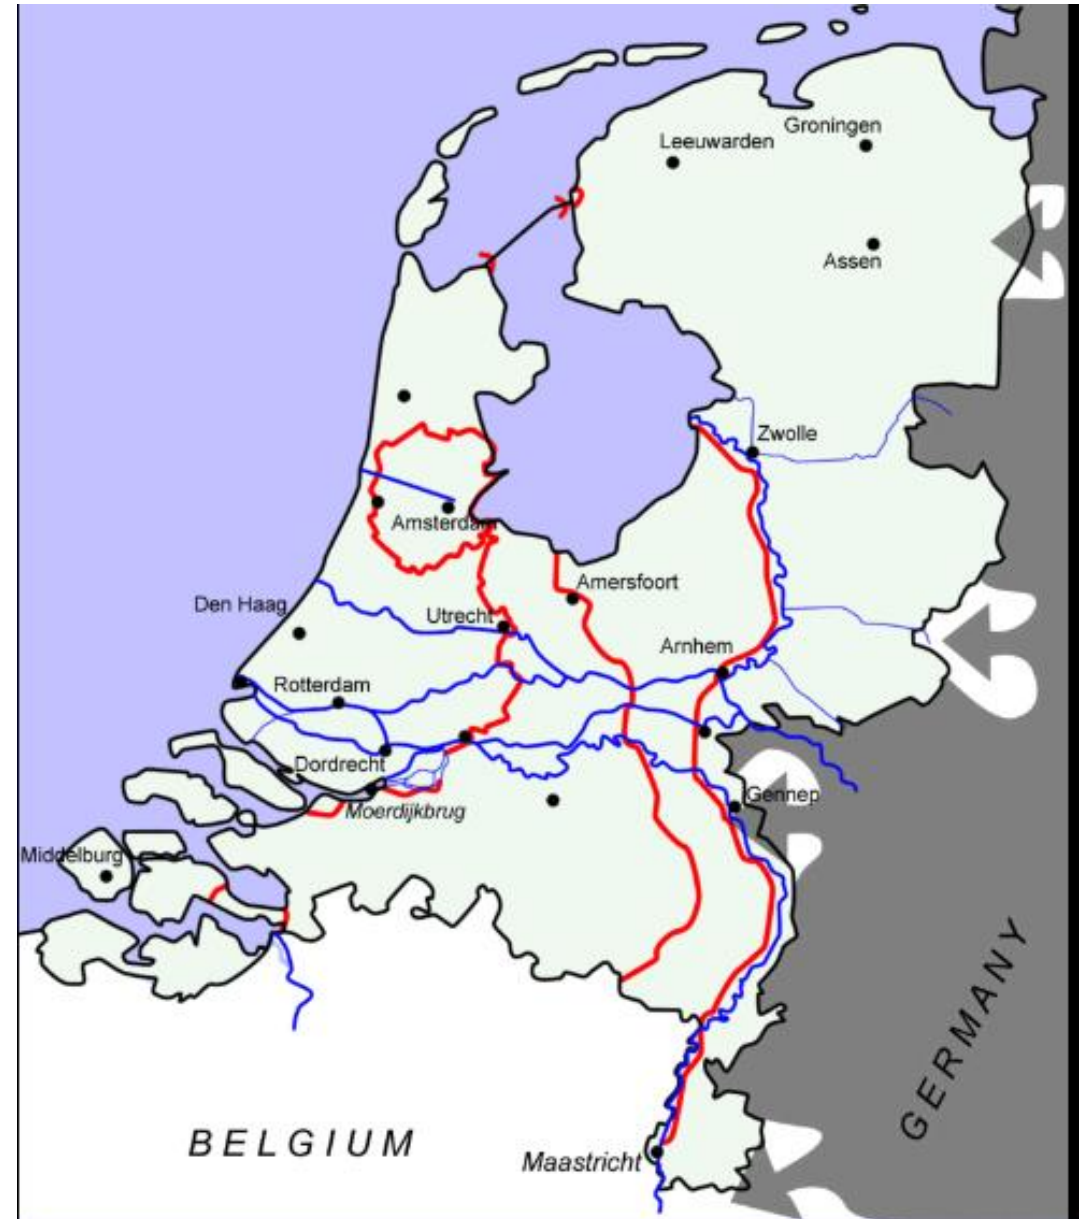 Groningen
Leeuwarden
Assen
Zwolle
Amsterdam
Amersfoort
Den Haag
Utrecht
Arnhem
Rotterdam
Dordrecht
Gennep
Moerdijkbrug
Middelburg
GERMANY
BELGIUM
Maastricht